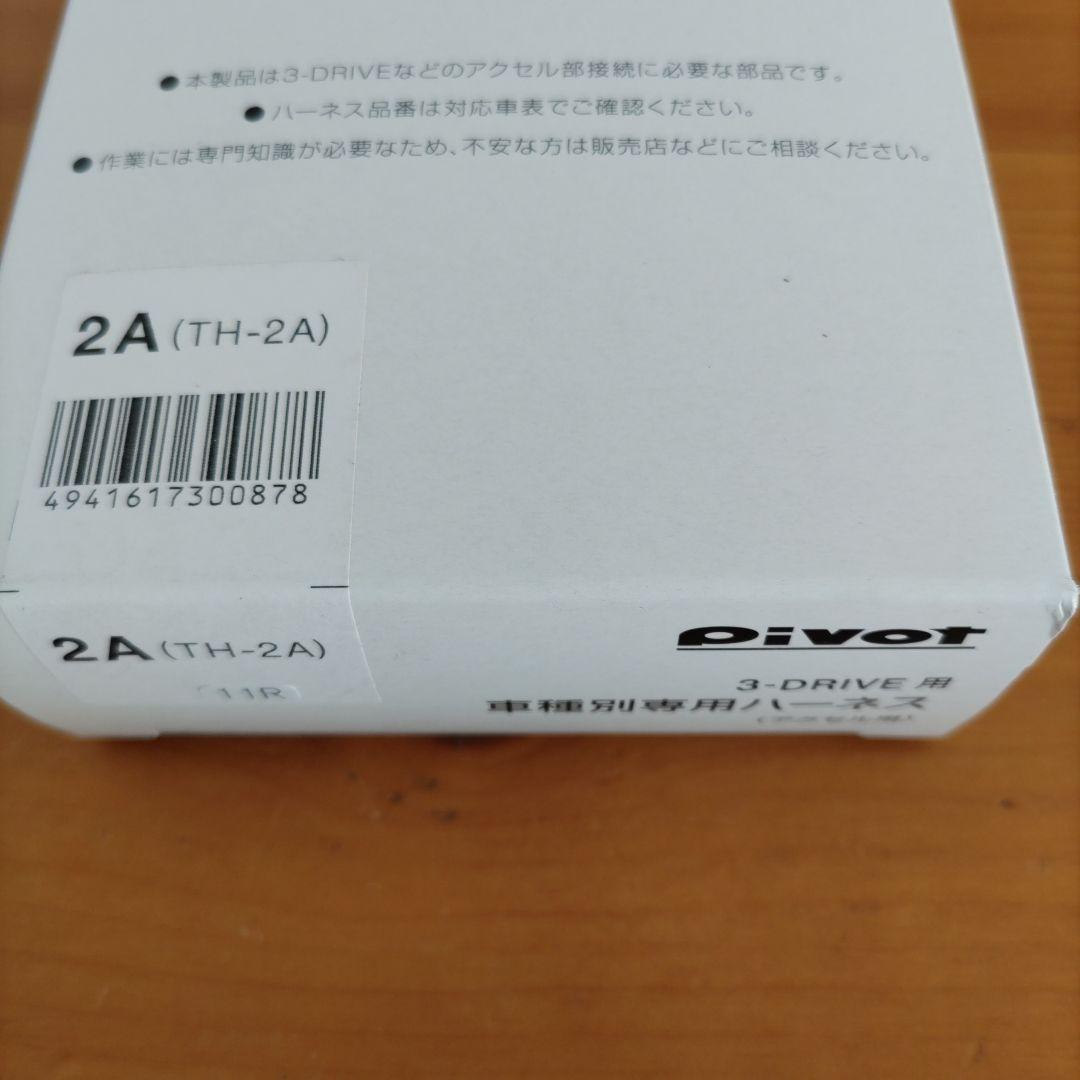 ●本製品は3-DRIVEなどのアクセル部接続に必要な部品です。
●ハーネス品番は対応車表でご確認ください。
●作業には専門知識が必要なため、不安な方は販売店などにご相談ください。
2A(TH-2A)
4941617300878
2A(TH-2A)
11R
pivot
3-DRIVE 用
車種別専用ハーネス
(アクセル用)